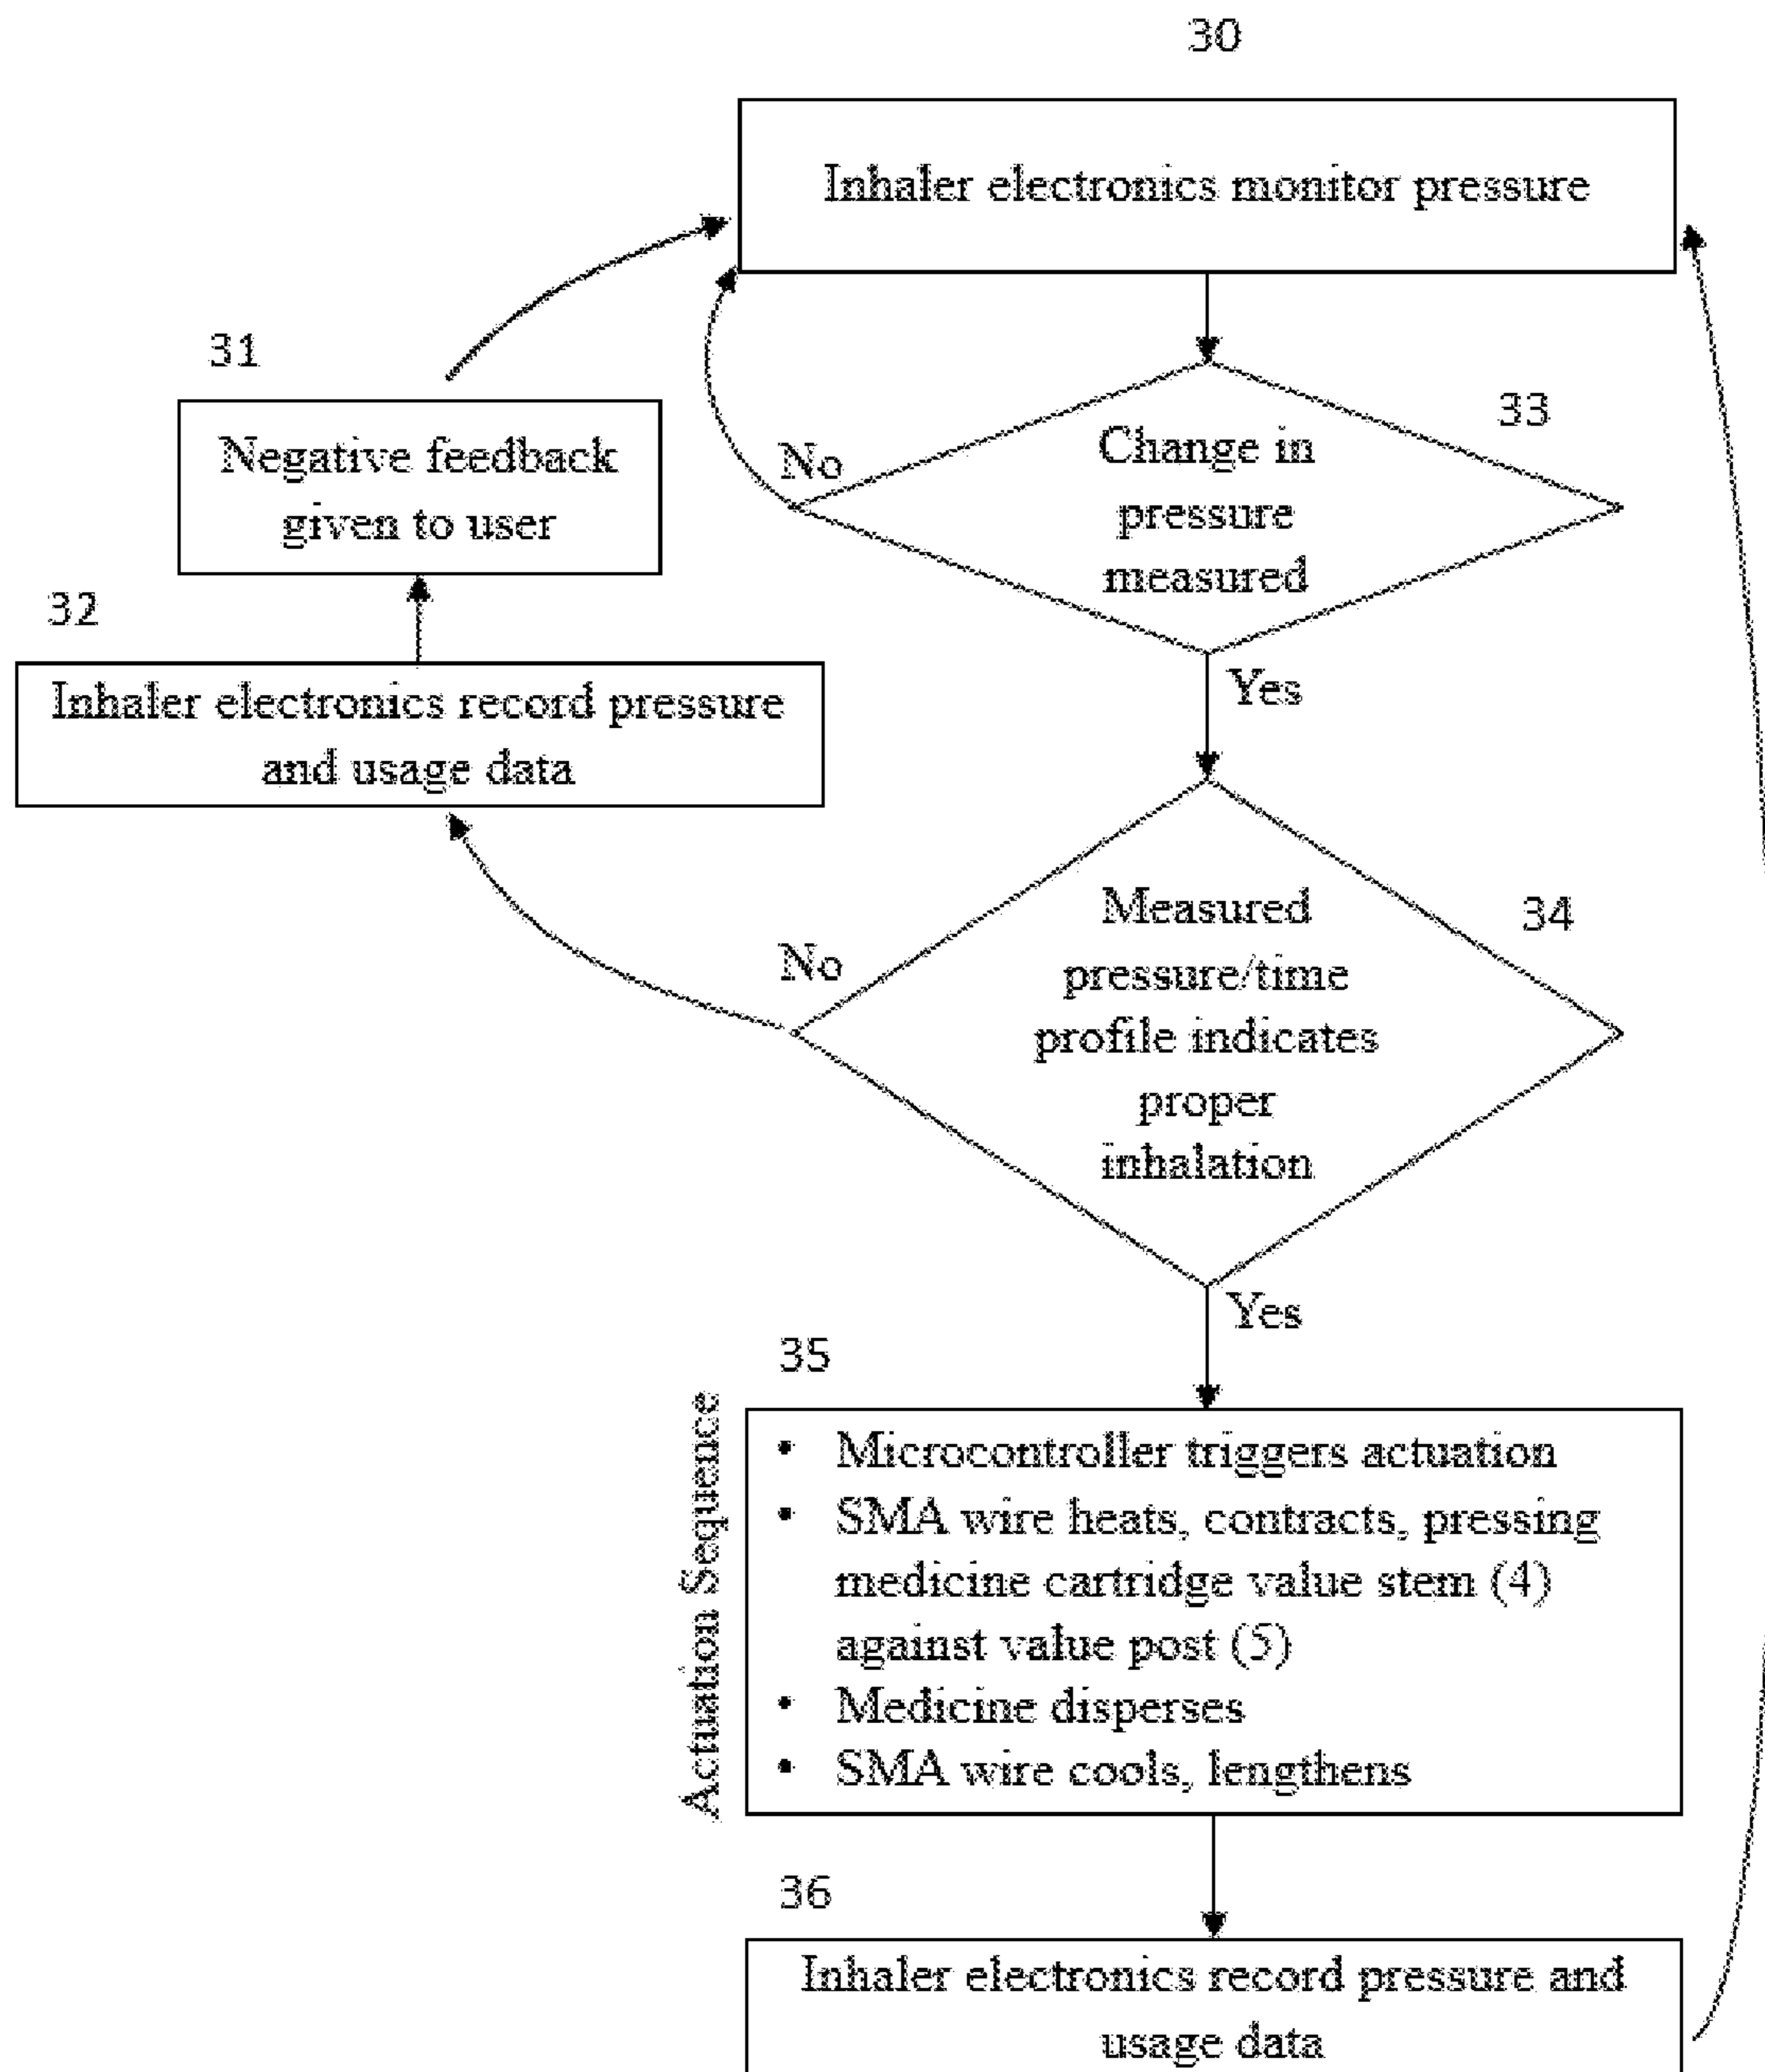 30
Inhaler electronics monitor pressure
31
Negative feedback
given to user
33
Change in
pressure
measured
No
Yes
32
Inhaler electronics record pressure
and usage data
34
Measured
pressure/time
profile indicates
proper
inhalation
No
Yes
35
Actuation Sequence
• Microcontroller triggers actuation
• SMA wire heats, contracts, pressing
medicine cartridge value stem (4)
against value post (5)
• Medicine disperses
• SMA wire cools, lengthens
36
Inhaler electronics record pressure and
usage data